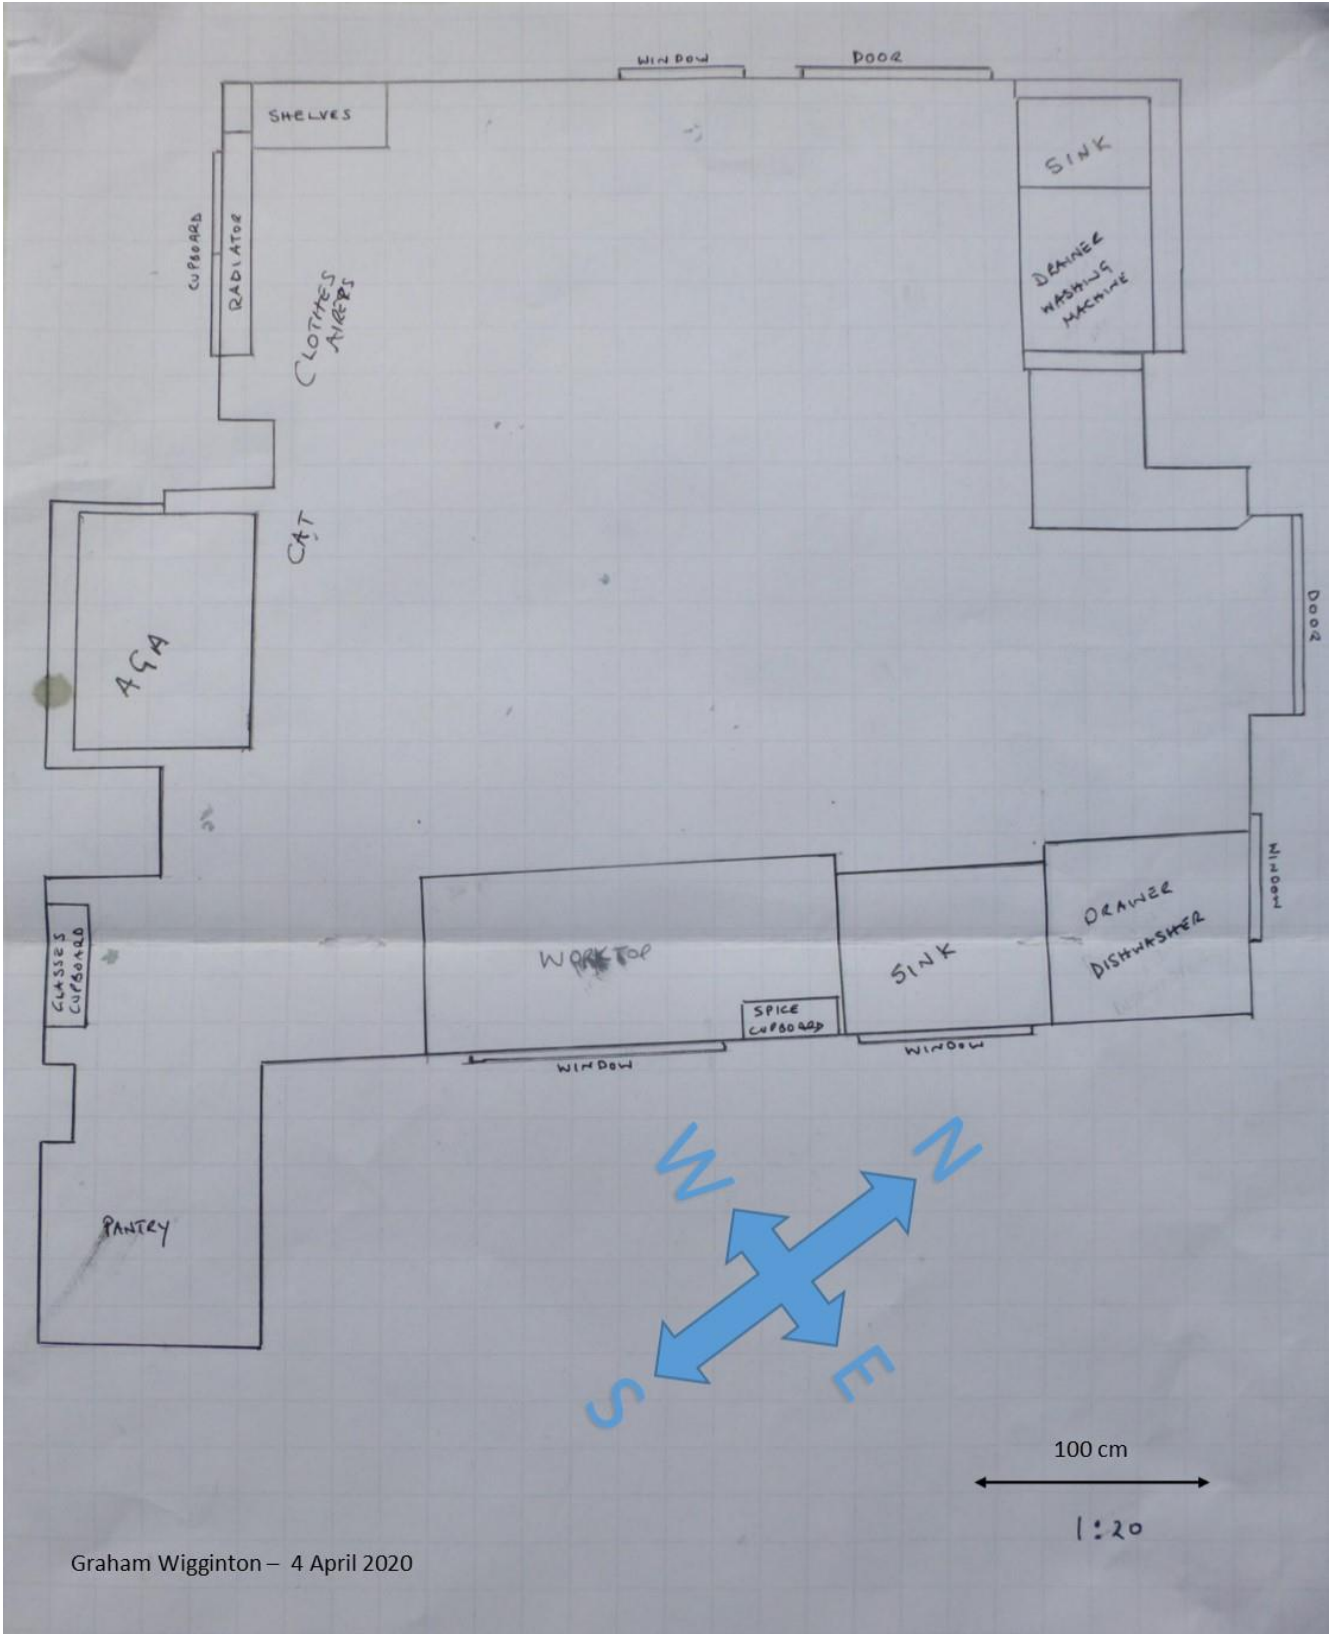 WINDOW
DOOR
SHELVES
SINK
CUPBOARD
RADIATOR
CLOTHES
AIRERS
DRAINER
WASHING
MACHINE
CAT
AGA
DOOR
WINDOW
GLASSES
CUPBOARD
WORKTOP
SPICE
CUPBOARD
SINK
DRAWER
DISHWASHER
WINDOW
WINDOW
PANTRY
N
W
E
S
100 cm
1:20
Graham Wigginton – 4 April 2020